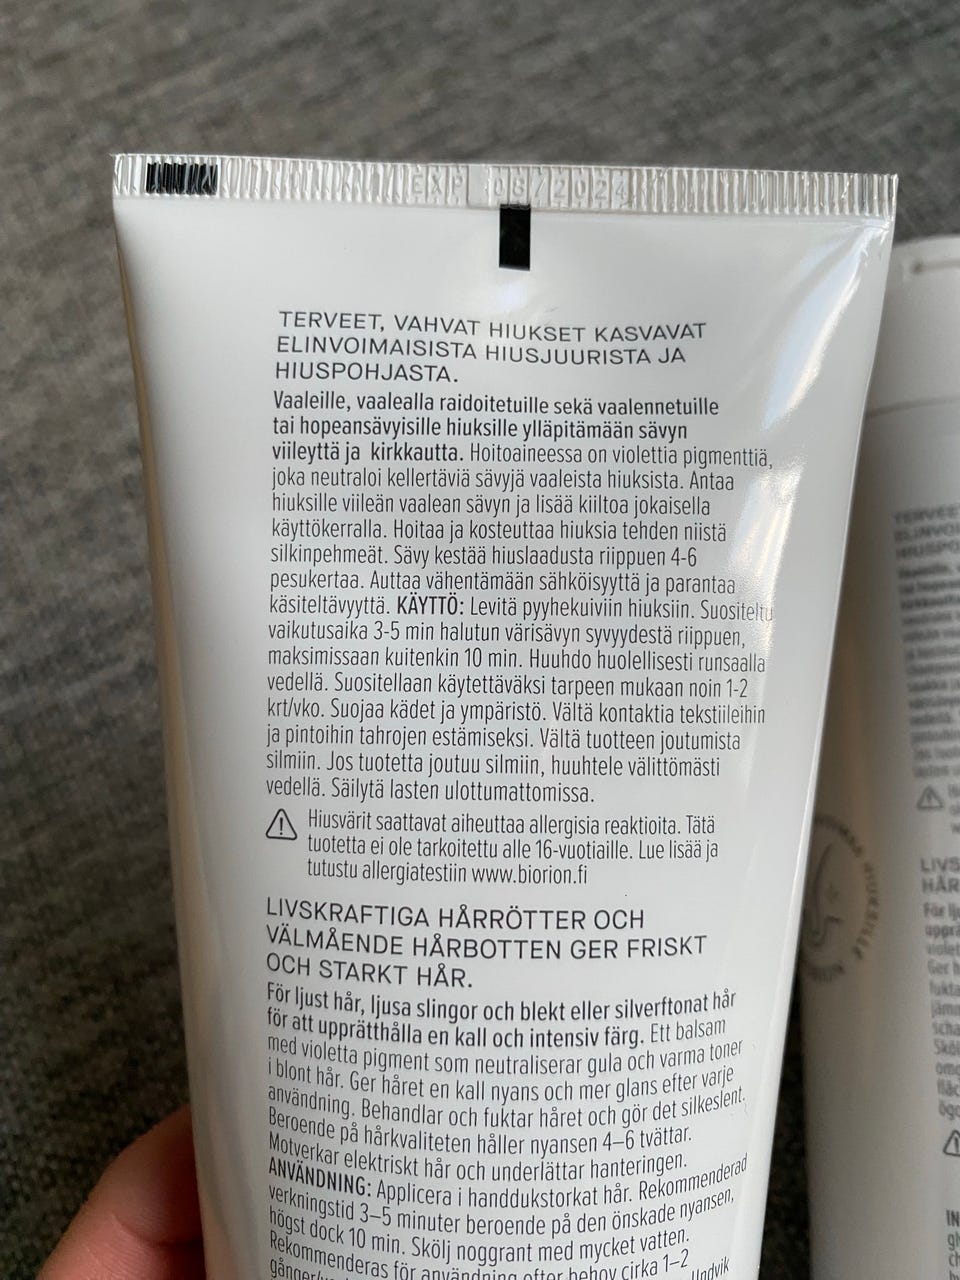 EXP 08/2024
TERVEET, VAHVAT HIUKSET KASVAVAT
ELINVOIMAISISTA HIUSJUURISTA JA
HIUSPOHJASTA.
Vaaleille, vaalealla raidoitetuille sekä vaalennetuille
tai hopeansävyisille hiuksille ylläpitämään sävyn
viileyttä ja kirkkautta. Hoitoaineessa on violettia pigmenttiä,
joka neutraloi kellertäviä sävyjä vaaleista hiuksista. Antaa
hiuksille viileän vaalean sävyn ja lisää kiiltoa jokaisella
käyttökerralla. Hoitaa ja kosteuttaa hiuksia tehden niistä
silkinpehmeät. Sävy kestää hiuslaadusta riippuen 4-6
pesukertaa. Auttaa vähentämään sähköisyyttä ja parantaa
käsiteltävyyttä. KÄYTTÖ: Levitä pyyhekuiviin hiuksiin. Suositeltu
vaikutusaika 3-5 min halutun värisävyn syvyydestä riippuen,
maksimissaan kuitenkin 10 min. Huuhdo huolellisesti runsaalla
vedellä. Suositellaan käytettäväksi tarpeen mukaan noin 1-2
krt/vko. Suojaa kädet ja ympäristö. Vältä kontaktia tekstiileihin
ja pintoihin tahrojen estämiseksi. Vältä tuotteen joutumista
silmiin. Jos tuotetta joutuu silmiin, huuhtele välittömästi
vedellä. Säilytä lasten ulottumattomissa.
Hiusvärit saattavat aiheuttaa allergisia reaktioita. Tätä
tuotetta ei ole tarkoitettu alle 16-vuotiaille. Lue lisää ja
tutustu allergiatestiin www.biorion.fi
LIVSKRAFTIGA HÅRRÖTTER OCH
VÄLMÅENDE HÅRBOTTEN GER FRISKT
OCH STARKT HÅR.
För ljust hår, ljusa slingor och blekt eller silverftonat hår
för att upprätthålla en kall och intensiv färg. Ett balsam
med violetta pigment som neutraliserar gula och varma toner
i blont hår. Ger håret en kall nyans och mer glans efter varje
användning. Behandlar och fuktar håret och gör det silkeslent.
Beroende på hårkvaliteten håller nyansen 4–6 tvättar.
Motverkar elektriskt hår och underlättar hanteringen.
ANVÄNDNING: Applicera i handdukstorkat hår. Rekommenderad
verkningstid 3–5 minuter beroende på den önskade nyansen,
högst dock 10 min. Skölj noggrant med mycket vatten.
Rekommenderas för användning efter behov cirka 1–2
Undvik